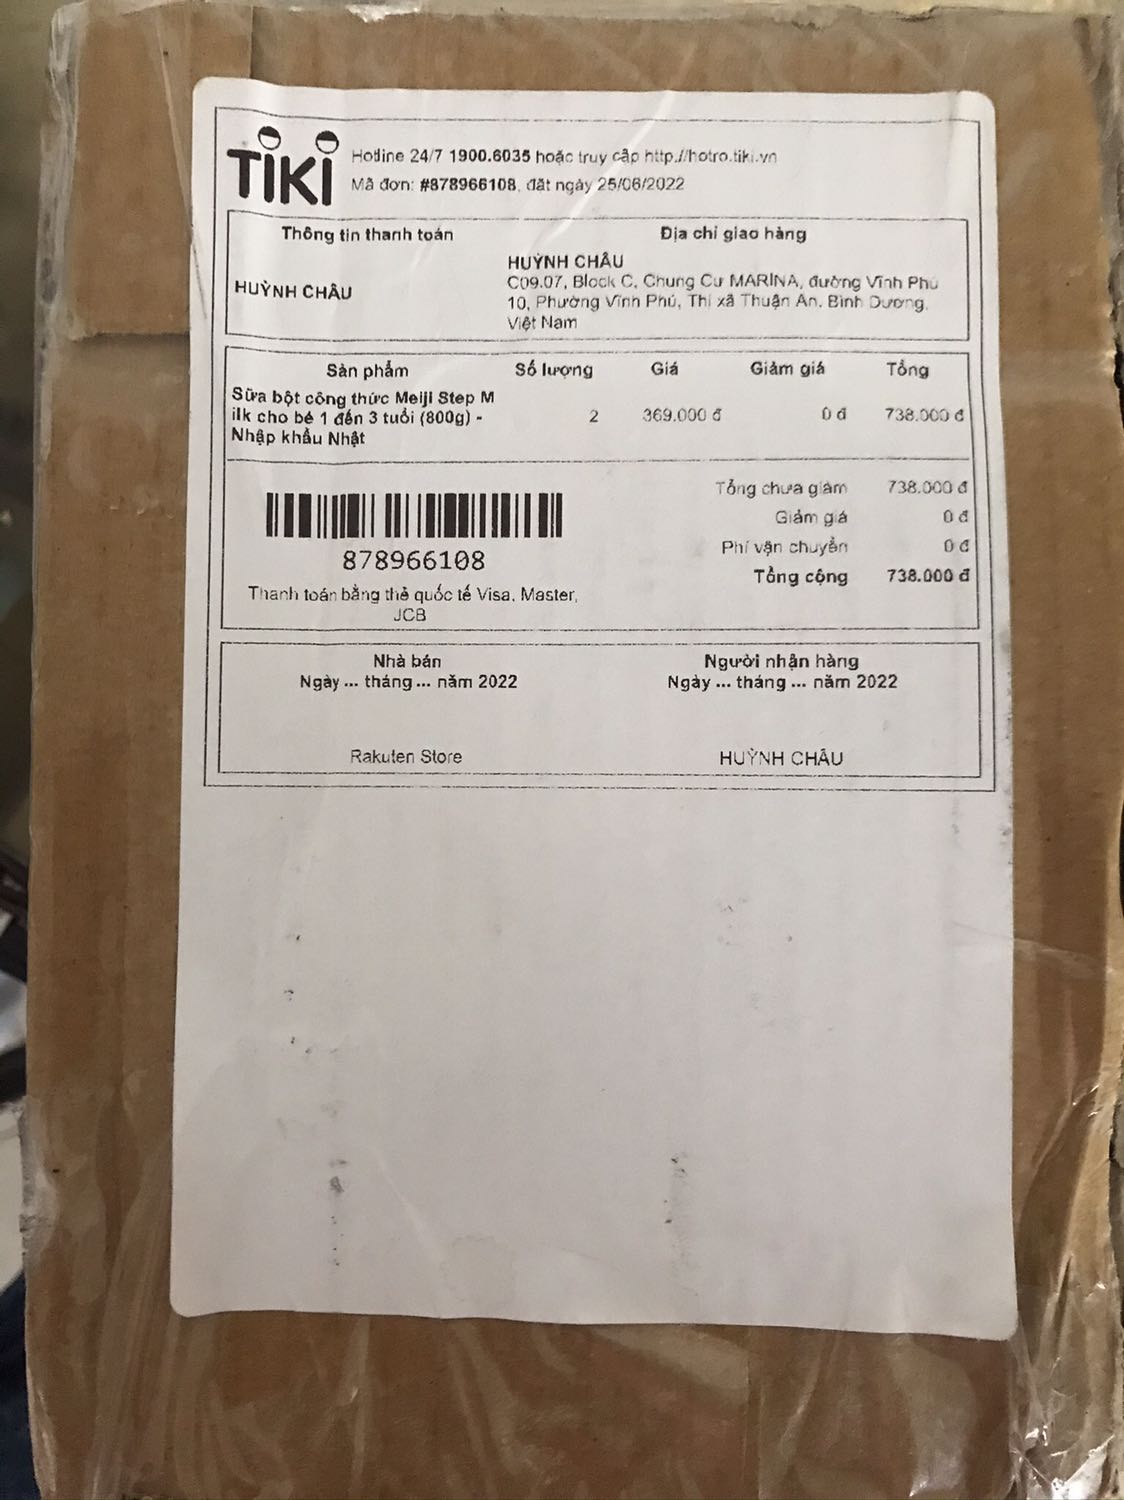 TiKi
Hotline 24/7 1900.6035 hoặc truy cập http://hotro.tiki.vn
Mã đơn: #878966108, đặt ngày 25/06/2022
Thông tin thanh toán
Địa chỉ giao hàng
HUỲNH CHÂU
HUỲNH CHÂU
C09.07, Block C, Chung Cư MARINA, đường Vĩnh Phú
10, Phường Vĩnh Phú, Thị xã Thuận An, Bình Dương,
Việt Nam
Sản phẩm Số lượng Giá Giảm giá Tổng
Sữa bột công thức Meiji Step M
ilk cho bé 1 đến 3 tuổi (800g) - 2 369.000 đ 0 đ 738.000 đ
Nhập khẩu Nhật
Tổng chưa giảm 738.000 đ
Giảm giá 0 đ
Phí vận chuyển 0 đ
Tổng cộng 738.000 đ
878966108
Thanh toán bằng thẻ quốc tế Visa, Master,
JCB
Nhà bán
Ngày ... tháng ... năm 2022
Rakuten Store
Người nhận hàng
Ngày ... tháng ... năm 2022
HUỲNH CHÂU